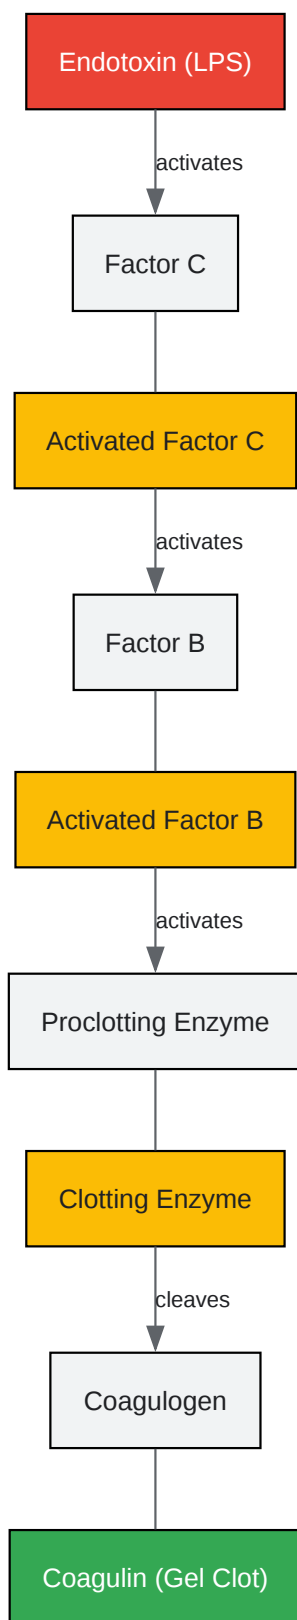 Endotoxin (LPS)
activates
Factor C
Activated Factor C
activates
Factor B
Activated Factor B
activates
Proclotting Enzyme
Clotting Enzyme
cleaves
Coagulogen
Coagulin (Gel Clot)